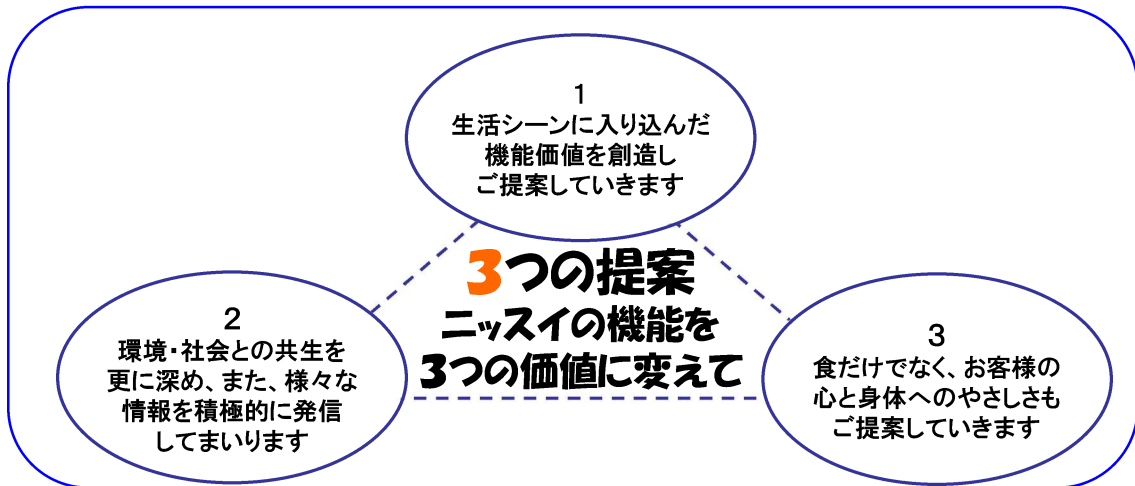 1
生活シーンに入り込んだ
機能価値を創造し
ご提案していきます
3つの提案
ニッスイの機能を
3つの価値に変えて
2
環境・社会との共生を
更に深め、また、様々な
情報を積極的に発信
してまいります
3
食だけでなく、お客様の
心と身体へのやさしさも
ご提案していきます